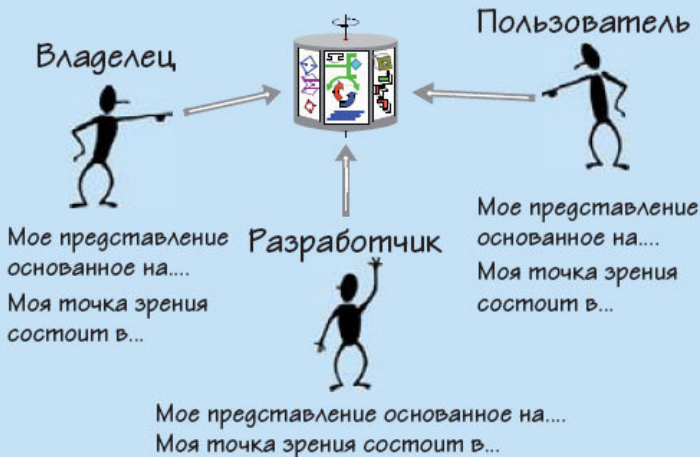 Владелец
Пользователь
Мое представление
основанное на....
Моя точка зрения
состоит в...
Разработчик
Мое представление
основанное на....
Моя точка зрения
состоит в...
Мое представление основанное на....
Моя точка зрения состоит в...